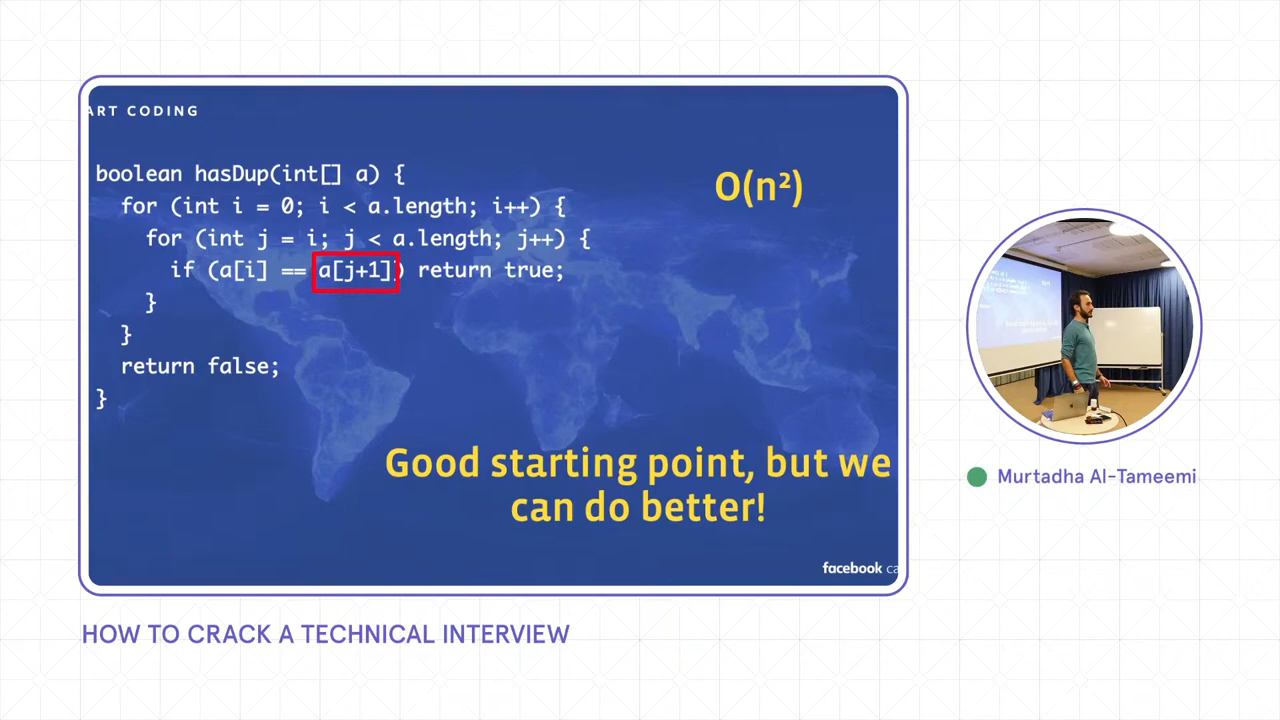 ART CODING
boolean hasDup(int[] a) {
for (int i = 0; i < a.length; i++) {
for (int j = i; j < a.length; j++) {
if (a[i] == a[j+1]) return true;
}
}
return false;
}
O(n²)
Good starting point, but we
can do better!
facebook ca
Murtadha Al-Tameemi
HOW TO CRACK A TECHNICAL INTERVIEW